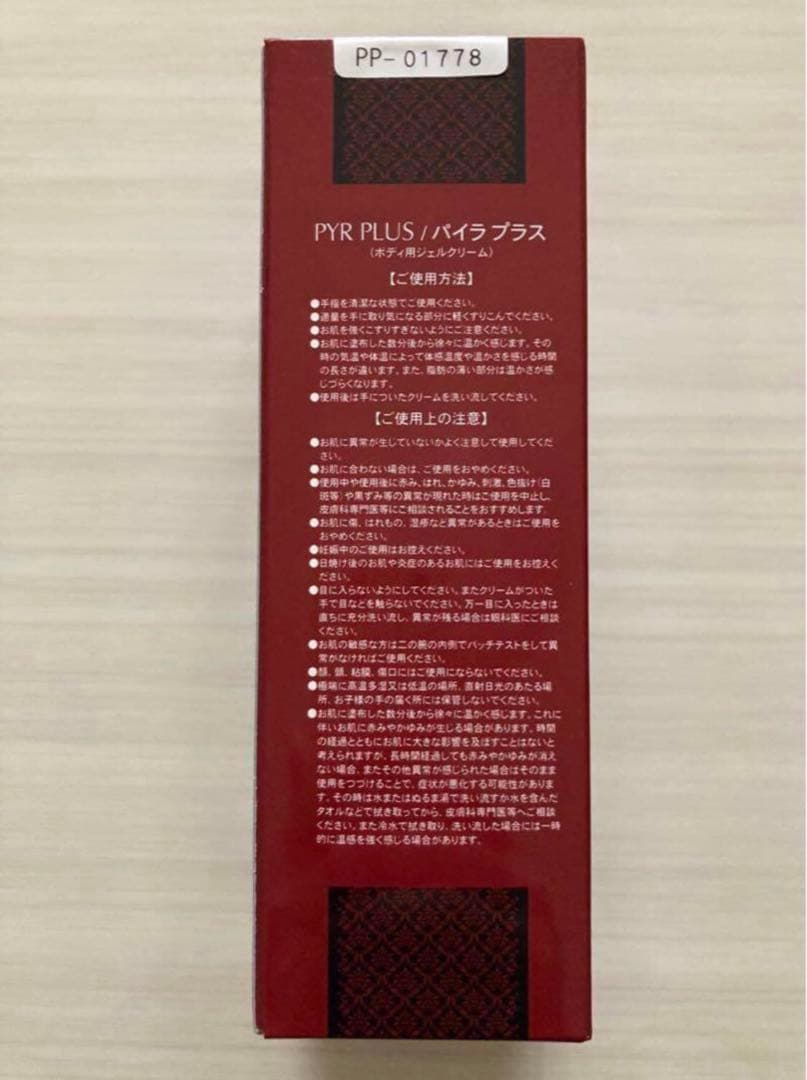 PP-01778
PYR PLUS / パイラ プラス
(ボディ用ジェルクリーム)
【ご使用方法】
●手指を清潔な状態でご使用ください。
●適量を手に取り気になる部分に軽くすりこんでください。
●お肌を強くこすりすぎないようにご注意ください。
●お肌に塗布した数分後から徐々に温かく感じます。その
時の気温や体温によって体感温度や温かさを感じる時間
の長さが違います。また、脂肪の薄い部分は温かさが感
じづらくなります。
●使用後は手についたクリームを洗い流してください。
【ご使用上の注意】
●お肌に異常が生じていないかよく注意して使用してくだ
さい。
●お肌に合わない場合は、ご使用をおやめください。
●使用中や使用後に赤み、はれ、かゆみ、刺激、色抜け(白
斑等)や黒ずみ等の異常が現れた時はご使用を中止し、
皮膚科専門医等にご相談されることをおすすめします。
●お肌に傷、はれもの、湿疹など異常があるときはご使用を
おやめください。
●妊娠中のご使用はお控えください。
●日焼け後のお肌や炎症のあるお肌にはご使用をお控えく
ださい。
●目に入らないようにしてください。またクリームがついた
手で目などを触らないでください。万一目に入ったときは
直ちに充分洗い流し、異常が残る場合は眼科医にご相談
ください。
●お肌の敏感な方は二の腕の内側でパッチテストをして異
常がなければご使用ください。
●顔、頭、粘膜、傷口にはご使用にならないでください。
●極端に高温多湿又は低温の場所、直射日光のあたる場
所、お子様の手の届く所には保管しないでください。
●お肌に塗布した数分後から徐々に温かく感じます。これに
伴いお肌に赤みやかゆみが生じる場合があります。時間
の経過とともにお肌に大きな影響を及ぼすことはないと
考えられますが、長時間経過しても赤みやかゆみが消え
ない場合、またその他異常が感じられた場合はそのまま
使用をつづけることで、症状が悪化する可能性がありま
す。その時は水またはぬるま湯で洗い流すか水を含んだ
タオルなどで拭き取ってから、皮膚科専門医等へご相談
ください。また冷水で拭き取り、洗い流した場合には一時
的に温感を強く感じる場合があります。